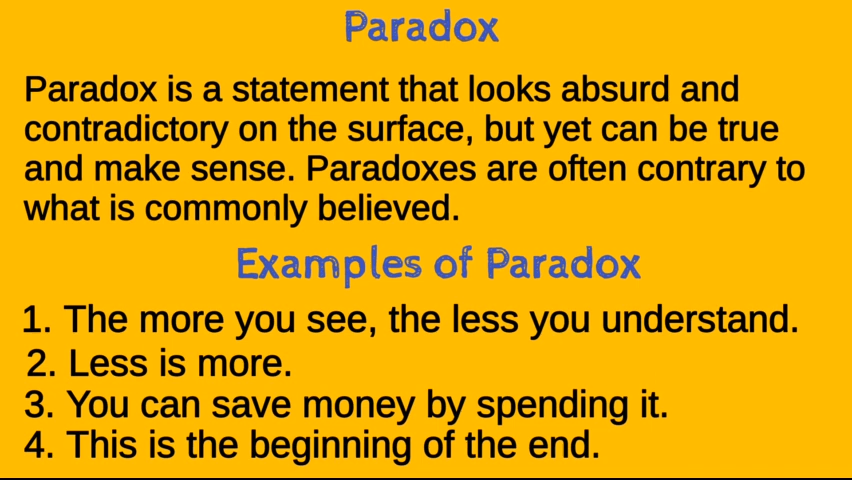 Paradox
Paradox is a statement that looks absurd and
contradictory on the surface, but yet can be true
and make sense. Paradoxes are often contrary to
what is commonly believed.
Examples of Paradox
1. The more you see, the less you understand.
2. Less is more.
3. You can save money by spending it.
4. This is the beginning of the end.